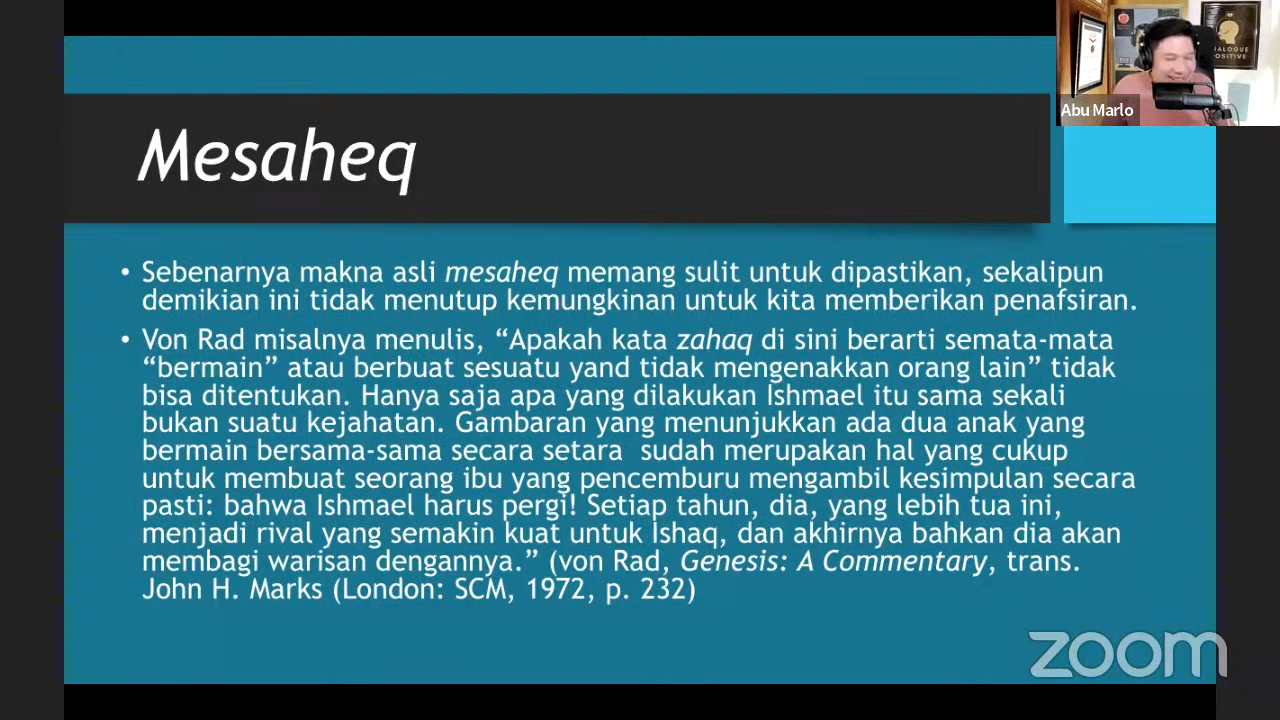 Mesaheq
• Sebenarnya makna asli mesaheq memang sulit untuk dipastikan, sekalipun
demikian ini tidak menutup kemungkinan untuk kita memberikan penafsiran.
• Von Rad misalnya menulis, “Apakah kata zahaq di sini berarti semata-mata
“bermain” atau berbuat sesuatu yand tidak mengenakkan orang lain” tidak
bisa ditentukan. Hanya saja apa yang dilakukan Ishmael itu sama sekali
bukan suatu kejahatan. Gambaran yang menunjukkan ada dua anak yang
bermain bersama-sama secara setara sudah merupakan hal yang cukup
untuk membuat seorang ibu yang pencemburu mengambil kesimpulan secara
pasti: bahwa Ishmael harus pergi! Setiap tahun, dia, yang lebih tua ini,
menjadi rival yang semakin kuat untuk Ishaq, dan akhirnya bahkan dia akan
membagi warisan dengannya.” (von Rad, Genesis: A Commentary, trans.
John H. Marks (London: SCM, 1972, p. 232)
Abu Marlo
zoom